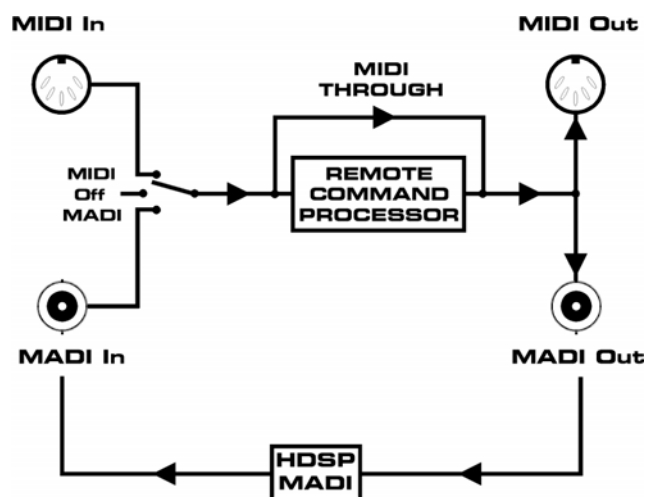 MIDI In
MIDI Out
MIDI
THROUGH
MIDI
Off
MADI
REMOTE
COMMAND
PROCESSOR
MADI In
MADI Out
HDSP
MADI